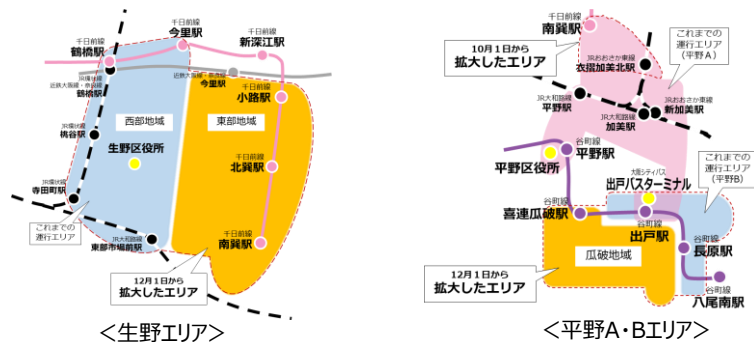 千日前線
今里駅
千日前線
新深江駅
千日前線
鶴橋駅
JR環状線
近鉄大阪線・奈良線
鶴橋駅
近鉄大阪線・奈良線
今里駅
千日前線
小路駅
西部地域
東部地域
JR環状線
桃谷駅
生野区役所
千日前線
北巽駅
JR環状線
寺田町駅
これまでの
運行エリア
JR大和路線
東部市場前駅
千日前線
南巽駅
12月1日から
拡大したエリア
<生野エリア>
千日前線
南巽駅
10月1日から
拡大したエリア
JRおおさか東線
衣摺加美北駅
これまでの
運行エリア
(平野A)
JR大和路線
平野駅
JRおおさか東線
新加美駅
JR大和路線
加美駅
谷町線
平野駅
平野区役所
大阪シティバス
出戸バスターミナル
これまでの
運行エリア
(平野B)
谷町線
喜連瓜破駅
谷町線
出戸駅
谷町線
長原駅
瓜破地域
12月1日から
拡大したエリア
谷町線
八尾南駅
<平野A・Bエリア>